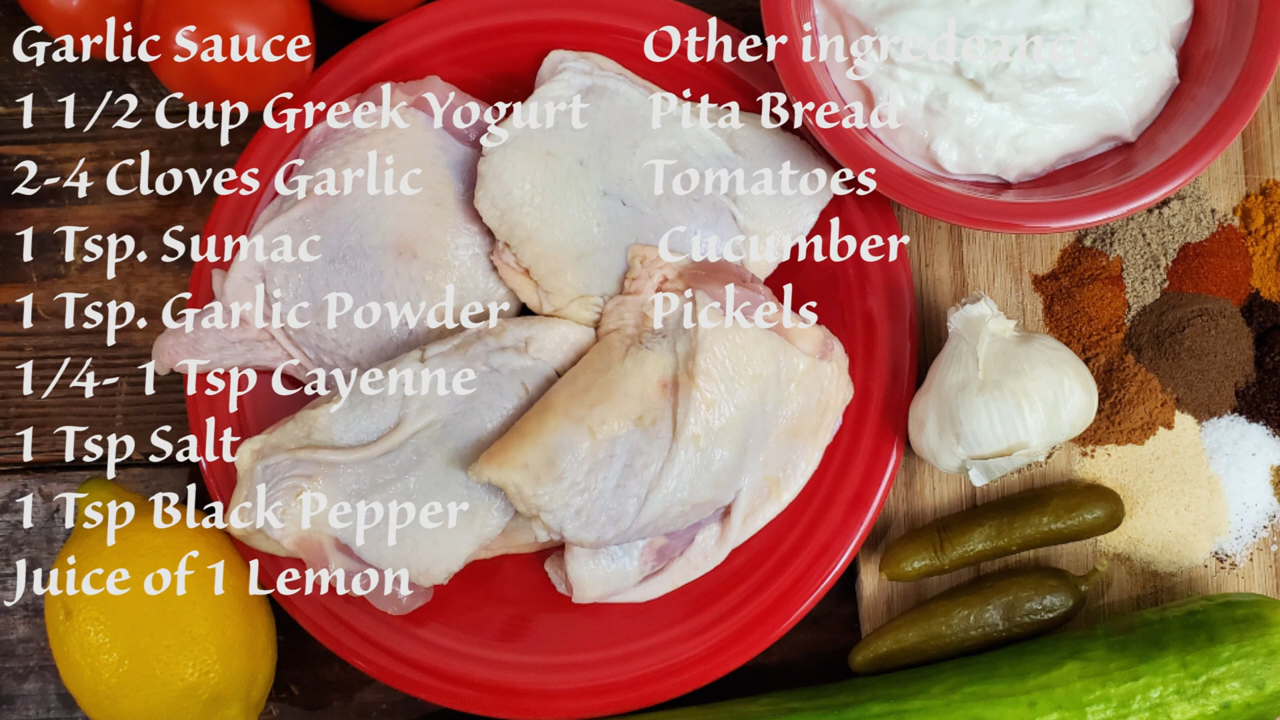 Garlic Sauce
1 1/2 Cup Greek Yogurt
2-4 Cloves Garlic
1 Tsp. Sumac
1 Tsp. Garlic Powder
1/4- 1 Tsp Cayenne
1 Tsp Salt
1 Tsp Black Pepper
Juice of 1 Lemon
Other
Pita Bread
Tomatoes
Cucumber
Pickels